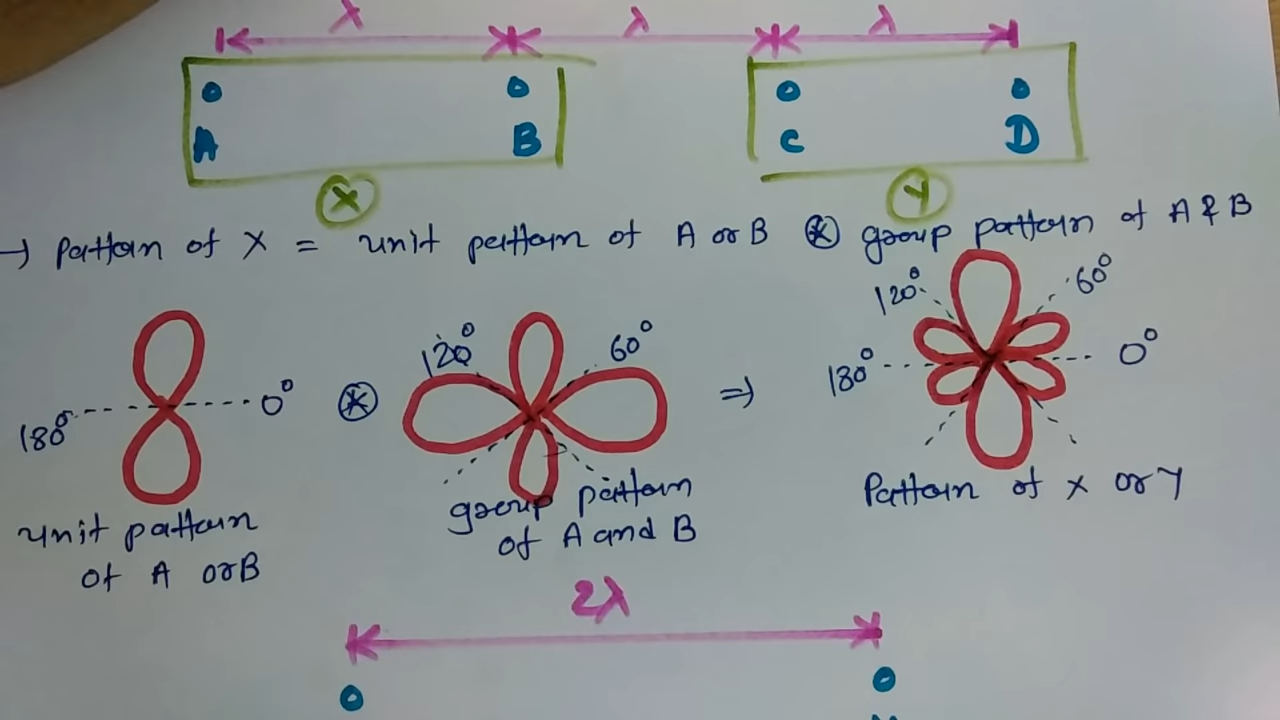 λ λ λ
A B C D
X Y
→ Pattern of X = unit pattern of A or B * group pattern of A & B
120° 60°
120° 60°
180° 0° * ⇒ 180° 0°
unit pattern of A or B
group pattern of A and B
Pattern of X or Y
2λ